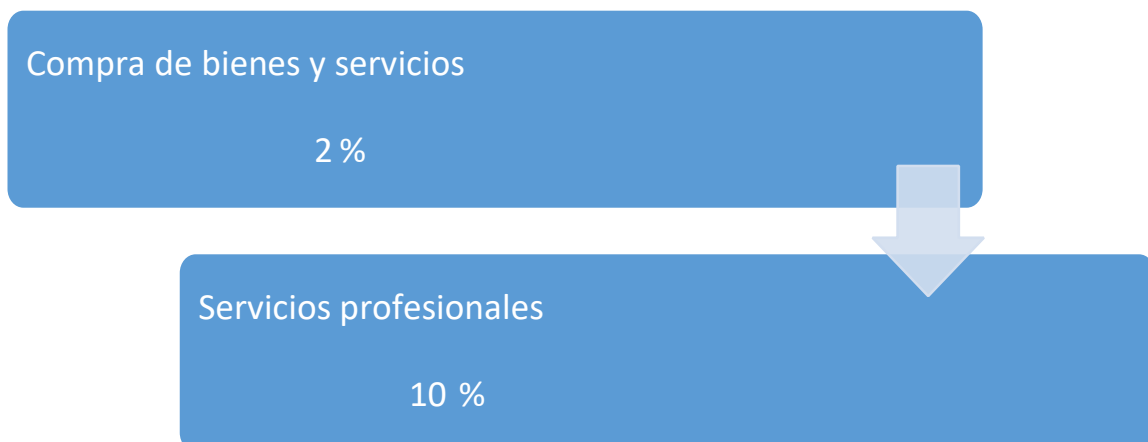 Compra de bienes y servicios
2 %
Servicios profesionales
10 %